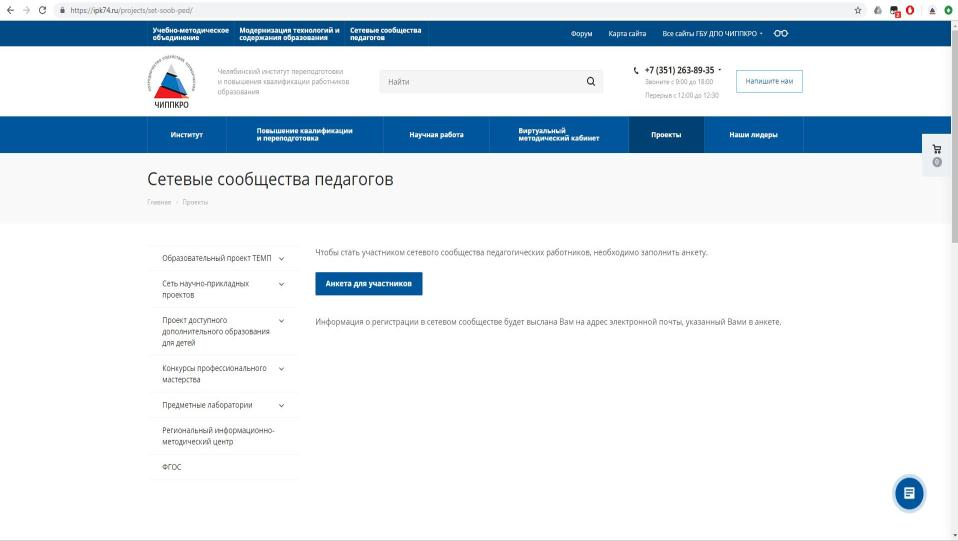 https://ipk74.ru/projects/set-soob-ped/
2
Учебно-методическое
объединение
Модернизация технологий и
содержания образования
Сетевые сообщества
педагогов
Форум
Карта сайта
Все сайты ГБУ ДПО ЧИППКРО
ЧИППКРО
Челябинский институт переподготовки
и повышения квалификации работников
образования
Найти
+7 (351) 263-89-35
Звоните с 9:00 до 18:00
Перерыв с 12:00 до 12:30
Напишите нам
Институт
Повышение квалификации
и переподготовка
Научная работа
Виртуальный
методический кабинет
Проекты
Наши лидеры
0
Сетевые сообщества педагогов
Главная / Проекты
Образовательный проект ТЕМП
Сеть научно-прикладных
проектов
Проект доступного
дополнительного образования
для детей
Конкурсы профессионального
мастерства
Предметные лаборатории
Региональный информационно-
методический центр
ФГОС
Чтобы стать участником сетевого сообщества педагогических работников, необходимо заполнить анкету.
Анкета для участников
Информация о регистрации в сетевом сообществе будет выслана Вам на адрес электронной почты, указанный Вами в анкете.